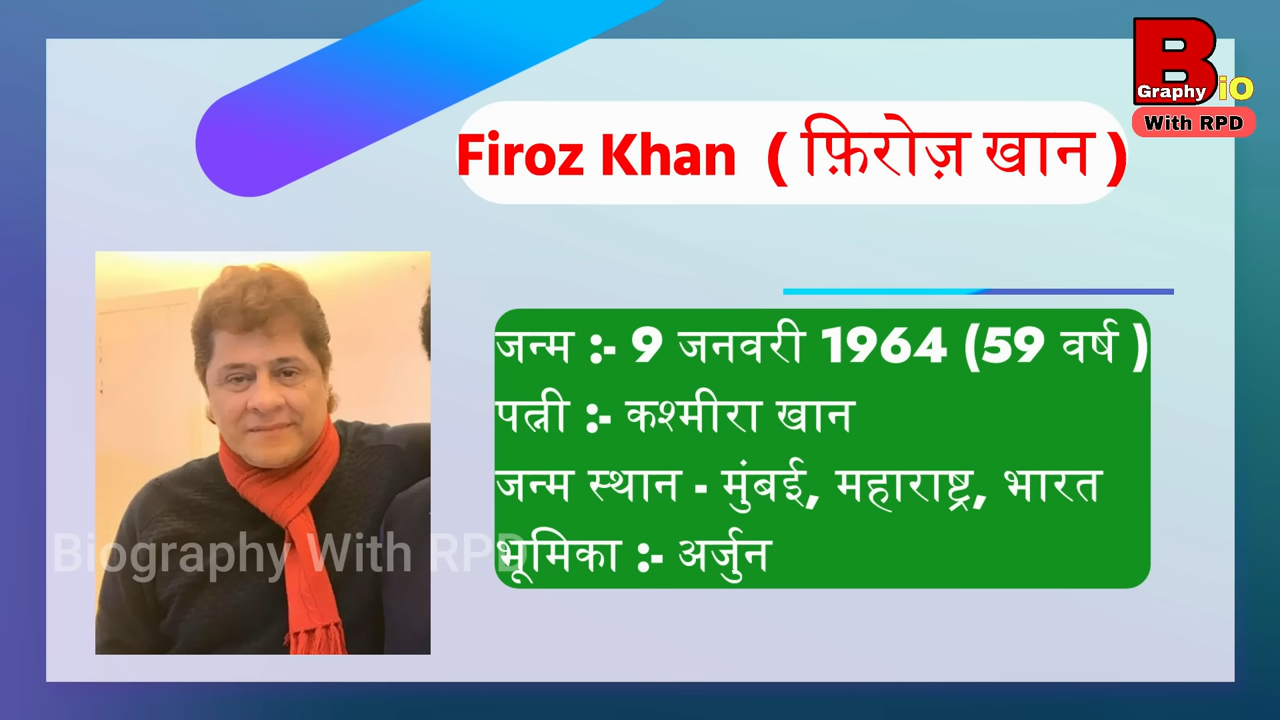 B
Graphy iO
With RPD
Firoz Khan ( फ़िरोज़ खान )
जन्म :- 9 जनवरी 1964 (59 वर्ष )
पत्नी :- कश्मीरा खान
जन्म स्थान - मुंबई, महाराष्ट्र, भारत
भूमिका :- अर्जुन
Biography With RPD